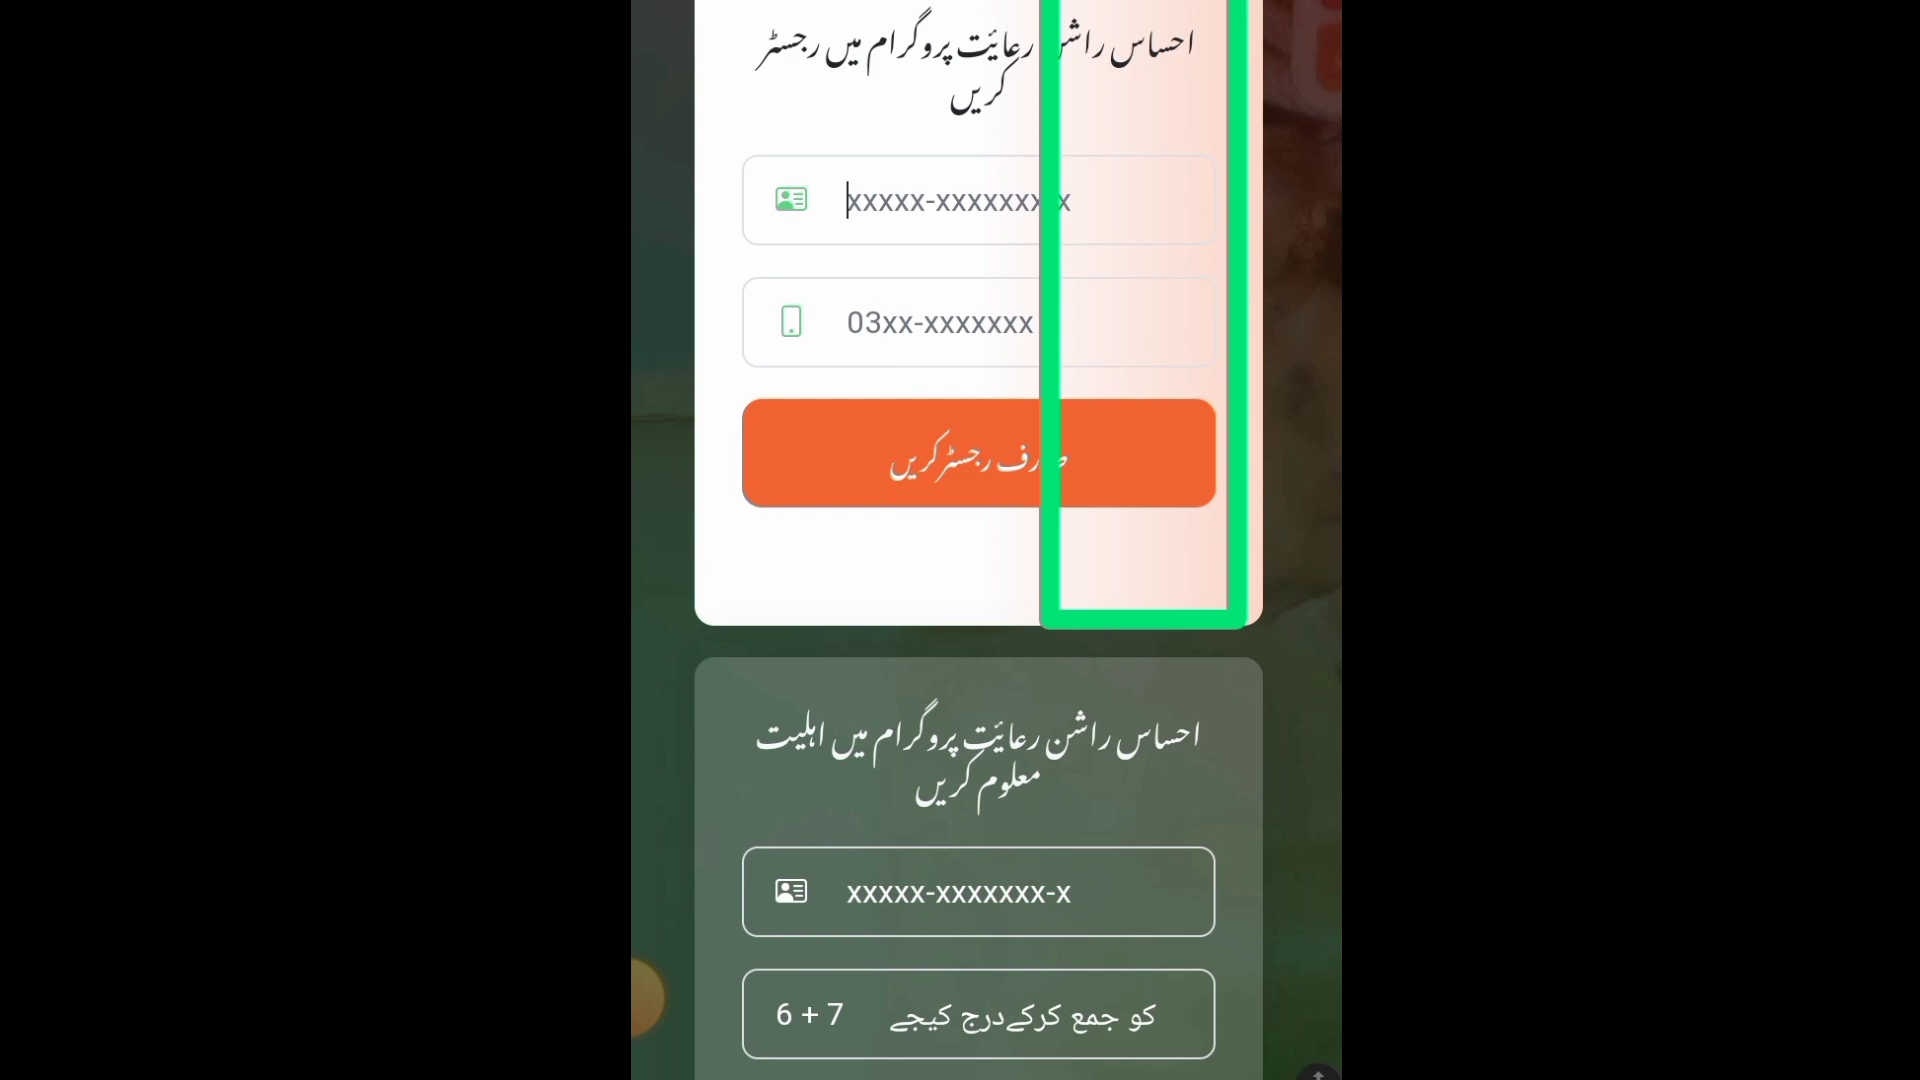 احساس راشن رعائیت پروگرام میں رجسٹر
کریں
xxxxx-xxxxxxx-x
03xx-xxxxxxx
رجسٹر کریں
احساس راشن رعائیت پروگرام میں اہلیت
معلوم کریں
xxxxx-xxxxxxx-x
6 + 7 کو جمع کرکے درج کیجے